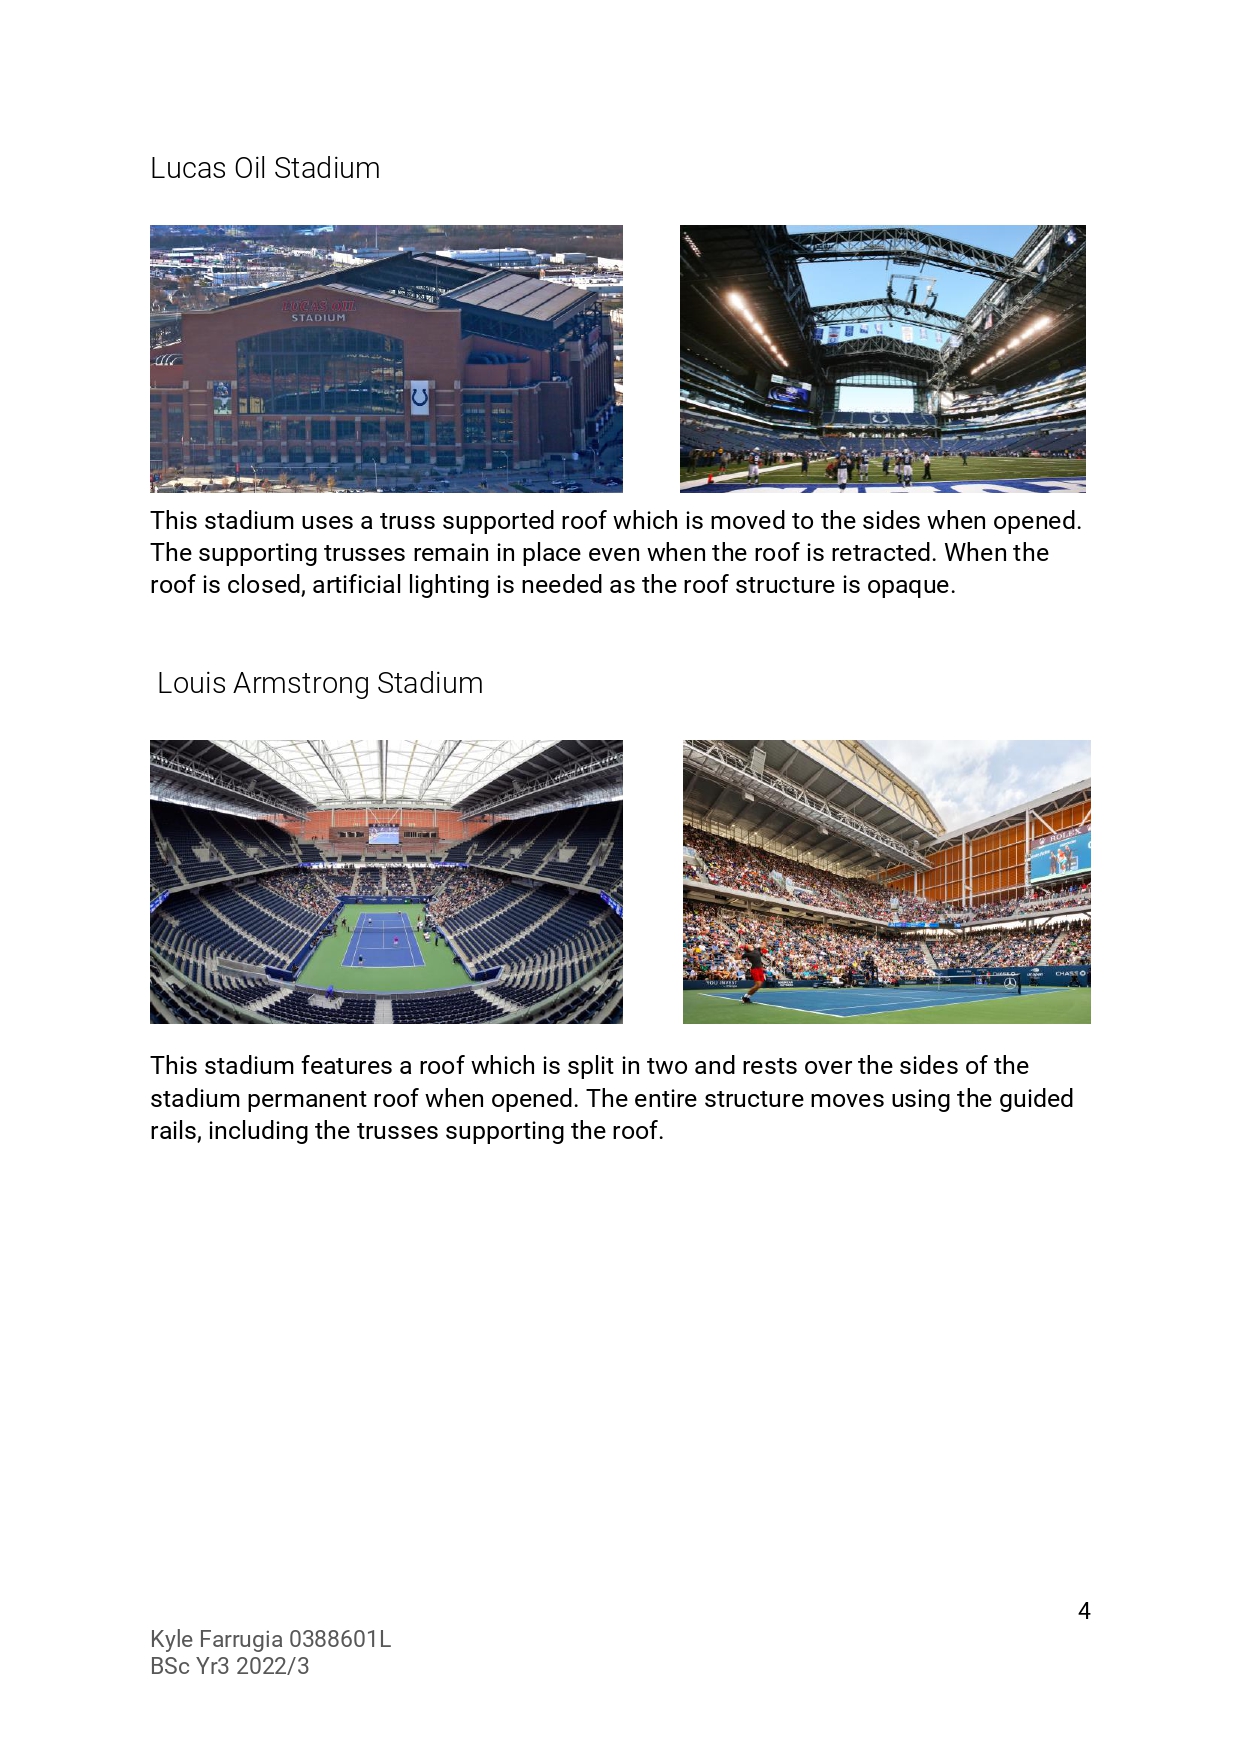 Lucas Oil Stadium
LUCAS OIL
STADIUM
This stadium uses a truss supported roof which is moved to the sides when opened.
The supporting trusses remain in place even when the roof is retracted. When the
roof is closed, artificial lighting is needed as the roof structure is opaque.
Louis Armstrong Stadium
ROLEX
CHASE
This stadium features a roof which is split in two and rests over the sides of the
stadium permanent roof when opened. The entire structure moves using the guided
rails, including the trusses supporting the roof.
4
Kyle Farrugia 0388601L
BSc Yr3 2022/3